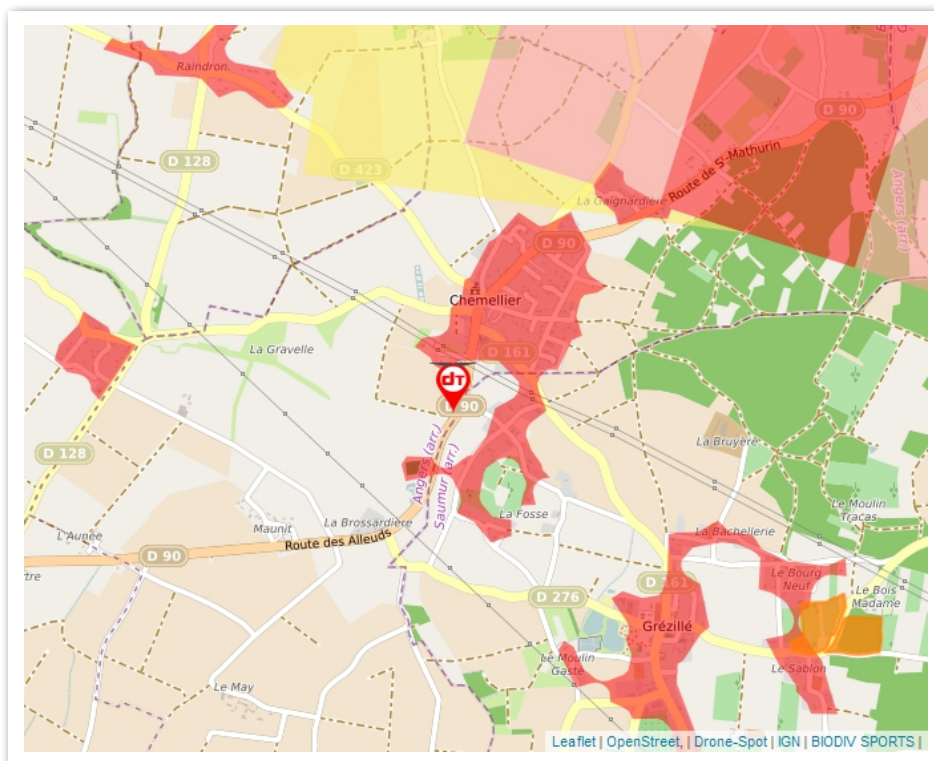 Raindron
D 90
D 128
D 423
Route de S-Mathurin
La Gaignardière
Angers (arr.)
D 90
Chemellier
La Gravelle
D 161
dT
D 90
Angers (arr.)
Saumur (arr.)
La Bruyère
D 128
La Fosse
Le Moulin
Tracas
Maunit
La Brossardière
La Bachellerie
L'Aunée
Route des Alleuds
D 90
Le Bourg
Neuf
D 161
Le Bois
Madame
D 276
Grézillé
Le Moulin
Gasté
Le Sablon
Le May
Leaflet | OpenStreet, | Drone-Spot | IGN | BIODIV SPORTS |